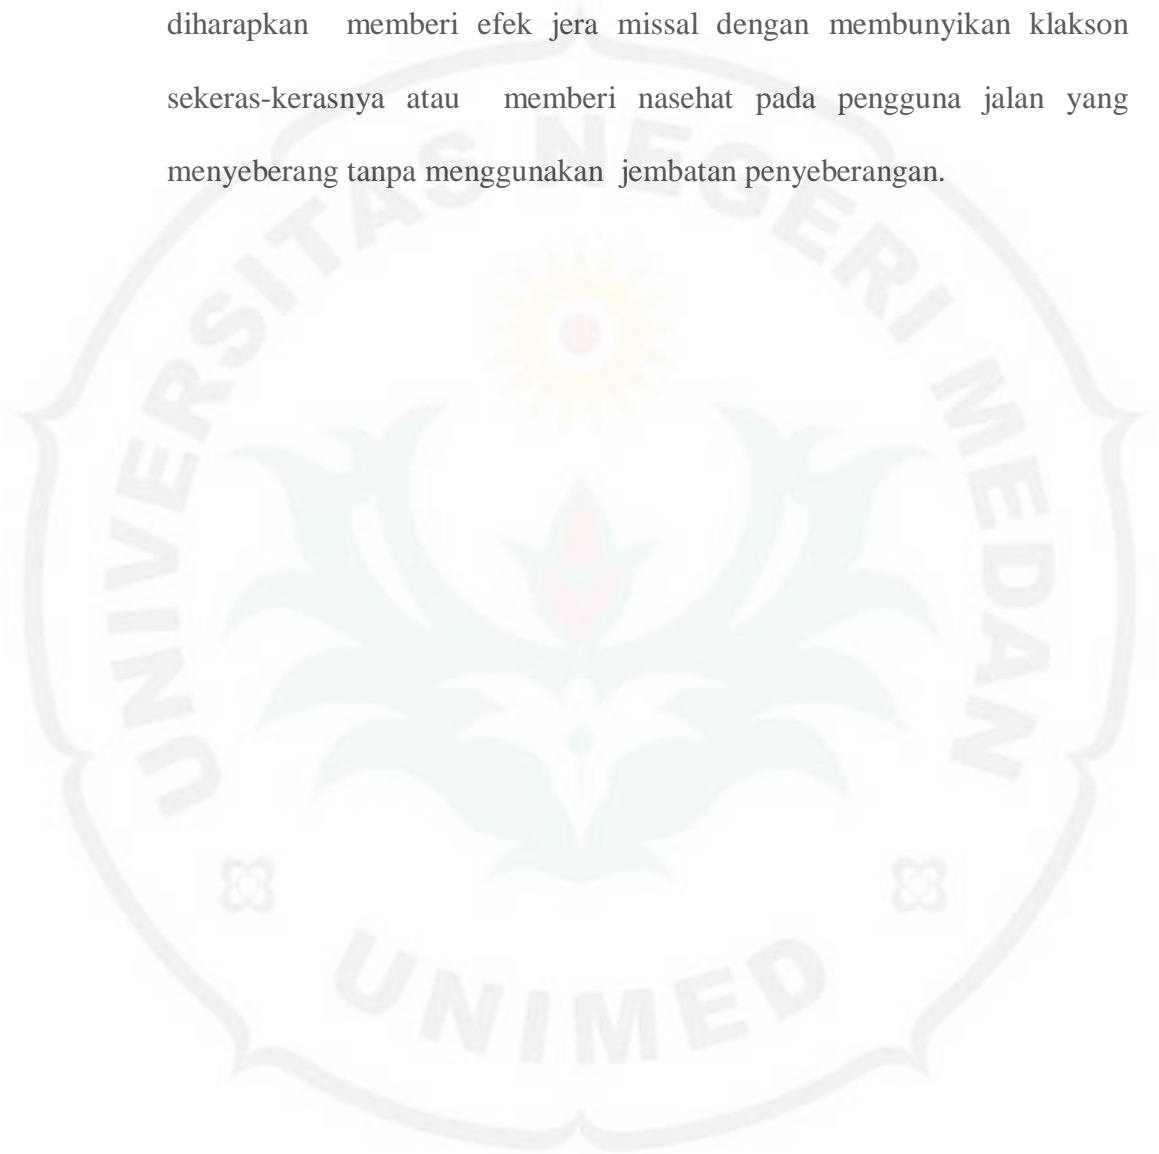 diharapkan memberi efek jera missal dengan membunyikan klakson
sekeras-kerasnya atau memberi nasehat pada pengguna jalan yang
menyeberang tanpa menggunakan jembatan penyeberangan.
UNIVERSITAS NEGERI MEDAN
UNIMED